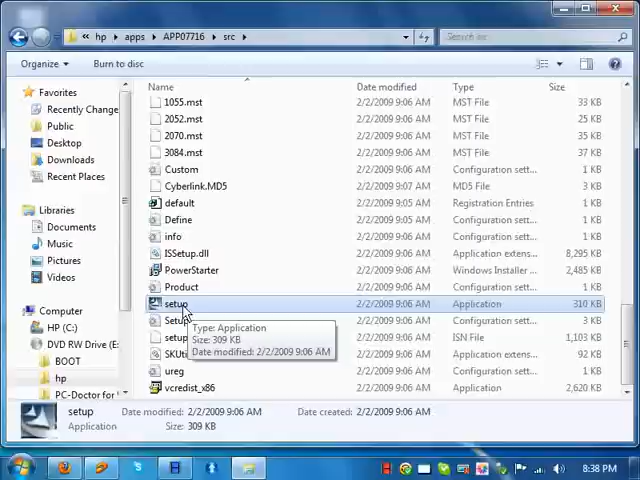 « hp ▸ apps ▸ APP07716 ▸ src ▸
Search src
Organize ▾ Burn to disc
Favorites
Recently Change
Public
Desktop
Downloads
Recent Places
Libraries
Documents
Music
Pictures
Videos
Computer
HP (C:)
DVD RW Drive (E
BOOT
hp
PC-Doctor for
Name Date modified Type Size
1055.mst 2/2/2009 9:06 AM MST File 33 KB
2052.mst 2/2/2009 9:06 AM MST File 25 KB
2070.mst 2/2/2009 9:06 AM MST File 35 KB
3084.mst 2/2/2009 9:06 AM MST File 37 KB
Custom 2/2/2009 9:06 AM Configuration sett... 1 KB
Cyberlink.MD5 2/2/2009 9:07 AM MD5 File 3 KB
default 2/2/2009 9:06 AM Registration Entries 1 KB
Define 2/2/2009 9:06 AM Configuration sett... 1 KB
info 2/2/2009 9:06 AM Configuration sett... 1 KB
ISSetup.dll 2/2/2009 9:06 AM Application extens... 8,295 KB
PowerStarter 2/2/2009 9:06 AM Windows Installer ... 2,485 KB
Product 2/2/2009 9:06 AM Configuration sett... 1 KB
setup 2/2/2009 9:06 AM Application 310 KB
Setup 2/2/2009 9:06 AM Configuration sett... 3 KB
setup ISN File 1,103 KB
SKUti Application extens... 92 KB
ureg 2/2/2009 9:06 AM Configuration sett... 1 KB
vcredist_x86 2/2/2009 9:06 AM Application 2,620 KB
Type: Application
Size: 309 KB
Date modified: 2/2/2009 9:06 AM
setup Date modified: 2/2/2009 9:06 AM Date created: 2/2/2009 9:06 AM
Application Size: 309 KB
8:38 PM